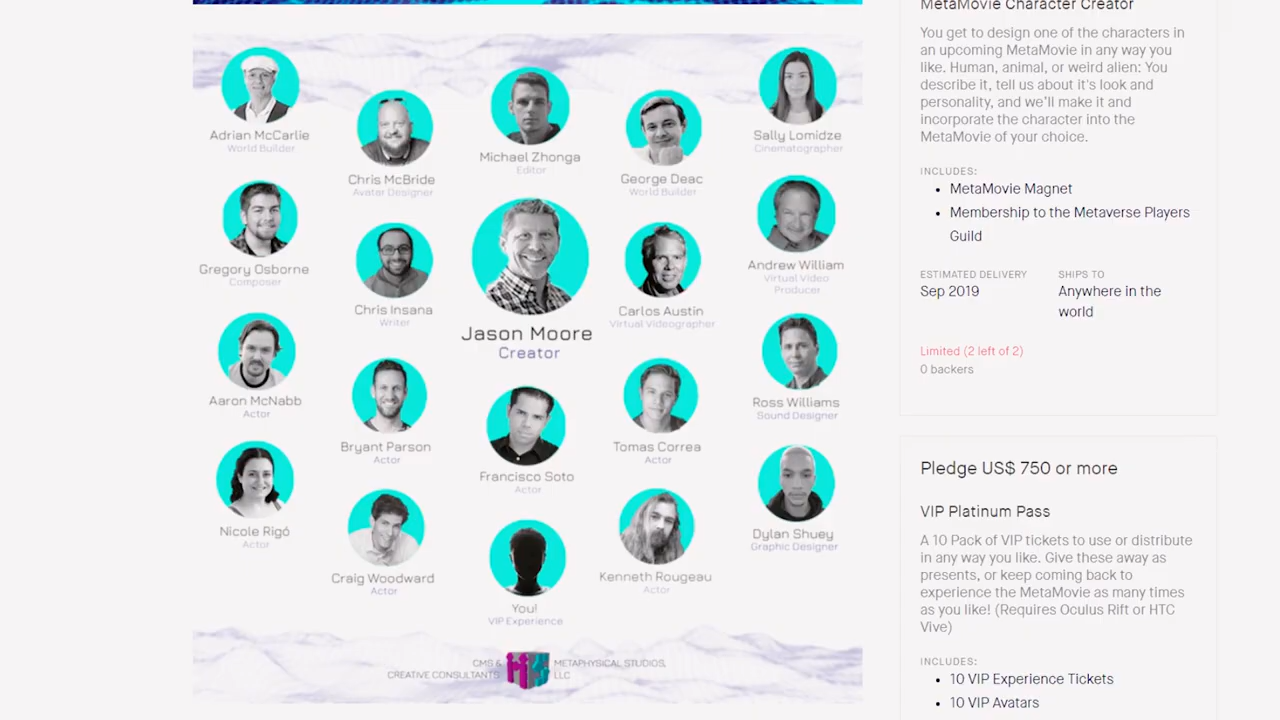 Adrian McCarlie
World Builder
Chris McBride
Avatar Designer
Michael Zhonga
Editor
George Deac
World Builder
Sally Lomidze
Cinematographer
Gregory Osborne
Composer
Chris Insana
Writer
Jason Moore
Creator
Carlos Austin
Virtual Videographer
Andrew William
Virtual Video
Producer
Aaron McNabb
Actor
Bryant Parson
Actor
Francisco Soto
Actor
Tomas Correa
Actor
Ross Williams
Sound Designer
Nicole Rigó
Actor
Craig Woodward
Actor
You!
VIP Experience
Kenneth Rougeau
Actor
Dylan Shuey
Graphic Designer
CMS &
CREATIVE CONSULTANTS
METAPHYSICAL STUDIOS,
LLC
MetaMovie Character Creator
You get to design one of the characters in
an upcoming MetaMovie in any way you
like. Human, animal, or weird alien: You
describe it, tell us about it's look and
personality, and we'll make it and
incorporate the character into the
MetaMovie of your choice.
INCLUDES:
• MetaMovie Magnet
• Membership to the Metaverse Players
Guild
ESTIMATED DELIVERY
Sep 2019
SHIPS TO
Anywhere in the
world
Limited (2 left of 2)
0 backers
Pledge US$ 750 or more
VIP Platinum Pass
A 10 Pack of VIP tickets to use or distribute
in any way you like. Give these away as
presents, or keep coming back to
experience the MetaMovie as many times
as you like! (Requires Oculus Rift or HTC
Vive)
INCLUDES:
• 10 VIP Experience Tickets
• 10 VIP Avatars